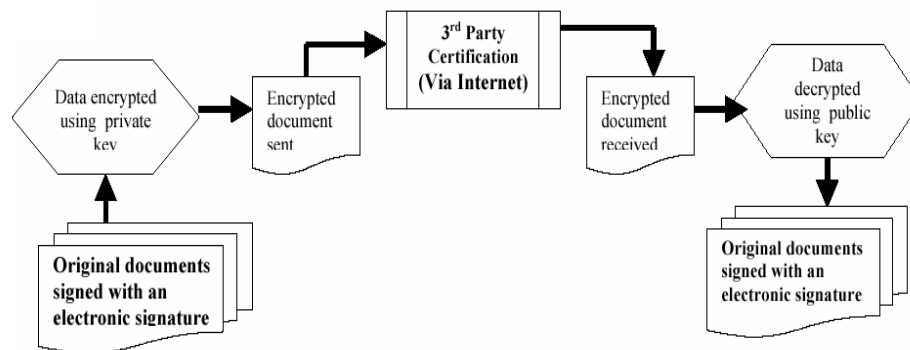 Data encrypted
using private
key
Encrypted
document
sent
3rd Party
Certification
(Via Internet)
Encrypted
document
received
Data
decrypted
using public
key
Original documents
signed with an
electronic signature
Original documents
signed with an
electronic signature